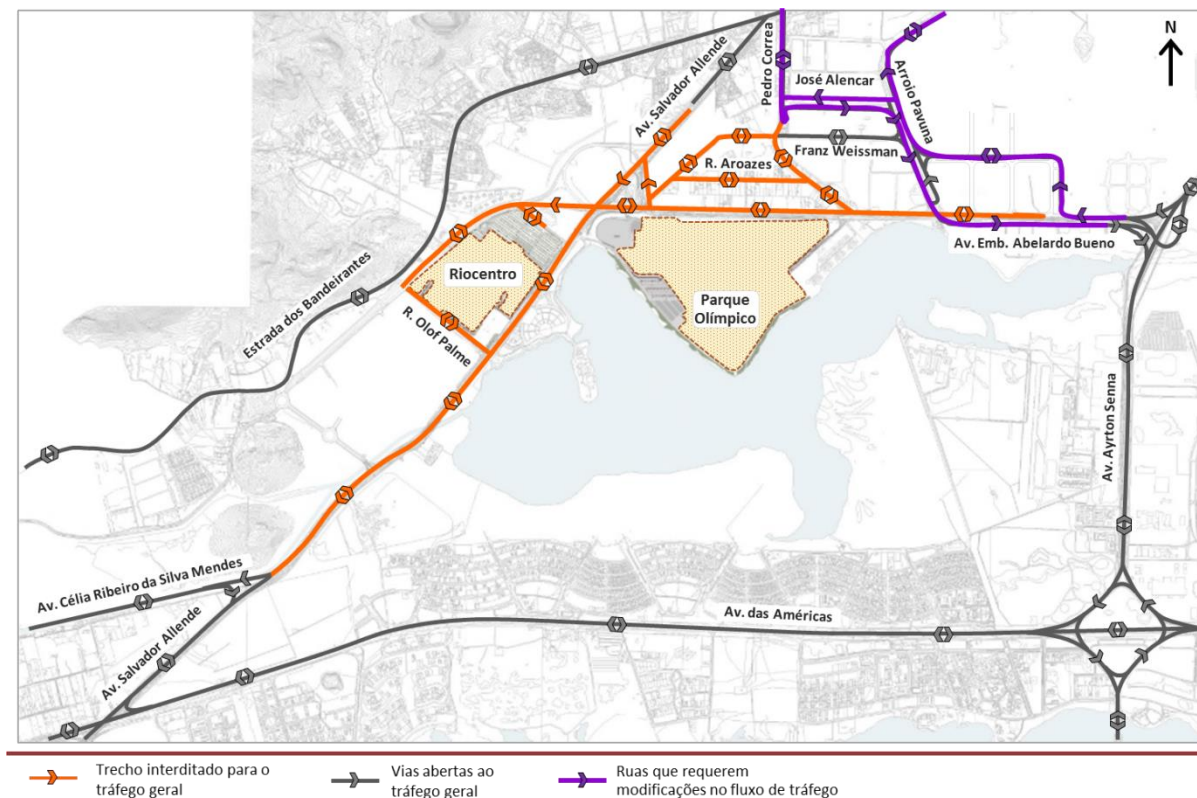 N
Pedro Correa
Av. Salvador Allende
José Alencar
Arroio Pavuna
Franz Weissman
R. Aroazes
Av. Emb. Abelardo Bueno
Estrada dos Bandeirantes
Riocentro
Parque
Olímpico
R. Olof Palme
Av. Ayrton Senna
Av. Célia Ribeiro da Silva Mendes
Av. Salvador Allende
Av. das Américas
Trecho interditado para o
tráfego geral
Vias abertas ao
tráfego geral
Ruas que requerem
modificações no fluxo de tráfego